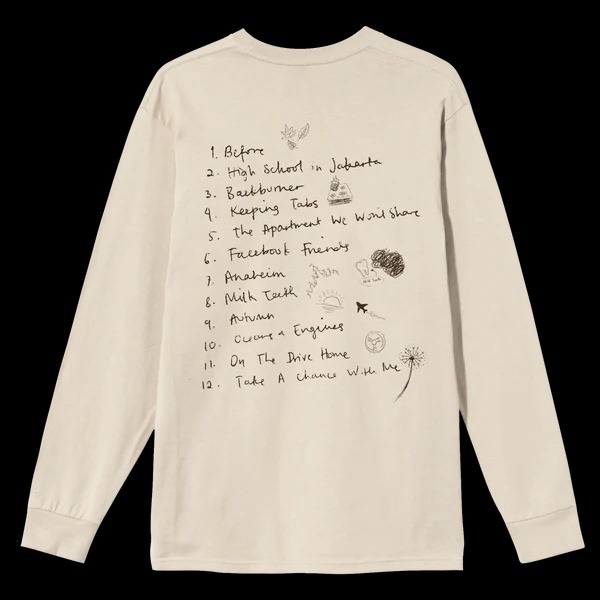 1. Before
2. High School in Jakarta
3. Backburner
4. Keeping Tabs
5. The Apartment We Won't Share
6. Facebook Friends
7. Anaheim
8. Milk Teeth
9. Autumn
10. Oceans & Engines
11. On The Drive Home
12. Take A Chance With Me